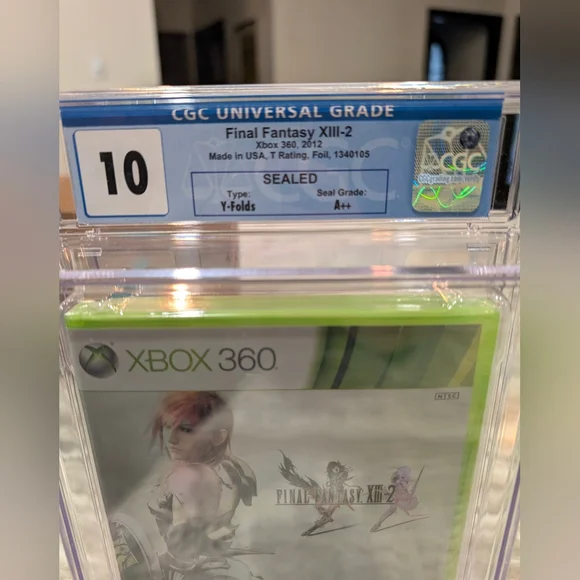 CGC UNIVERSAL GRADE
10
Final Fantasy XIII-2
Xbox 360, 2012
Made in USA, T Rating, Foil, 1340105
SEALED
Type: Seal Grade:
Y-Folds A++
CGC
XBOX 360
NTSC
FINAL FANTASY XIII-2